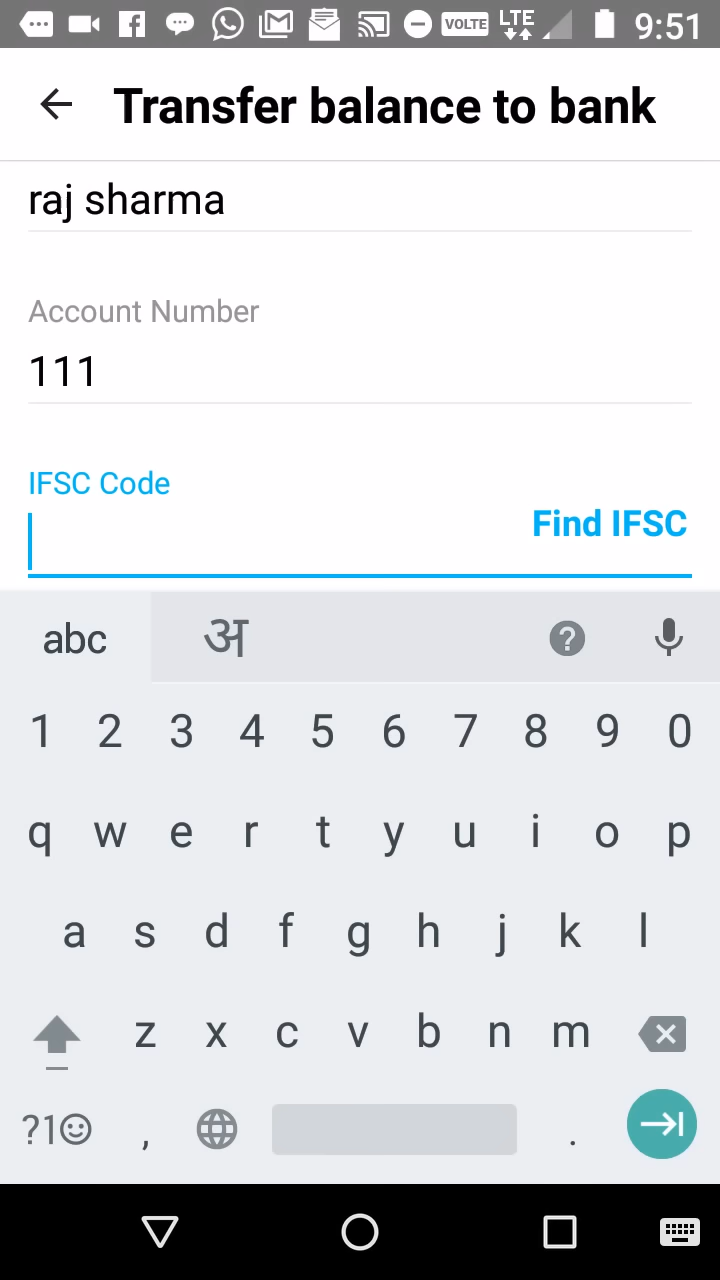 VOLTE LTE 9:51
Transfer balance to bank
raj sharma
Account Number
111
IFSC Code
Find IFSC
abc अ
1 2 3 4 5 6 7 8 9 0
q w e r t y u i o p
a s d f g h j k l
z x c v b n m
?1 , .